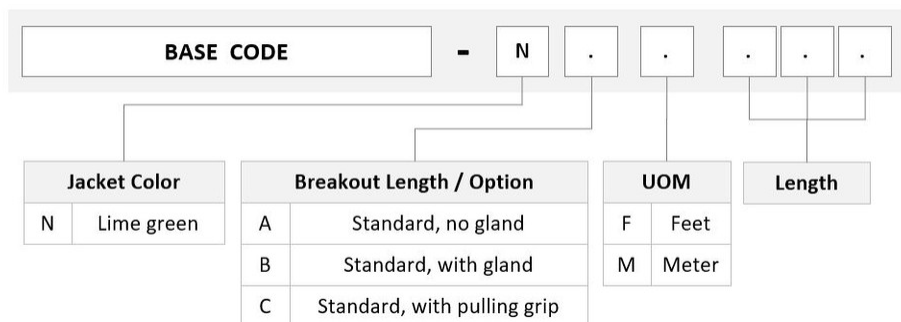 BASE CODE - N . . . . .
Jacket Color
N Lime green
Breakout Length / Option
A Standard, no gland
B Standard, with gland
C Standard, with pulling grip
UOM
F Feet
M Meter
Length